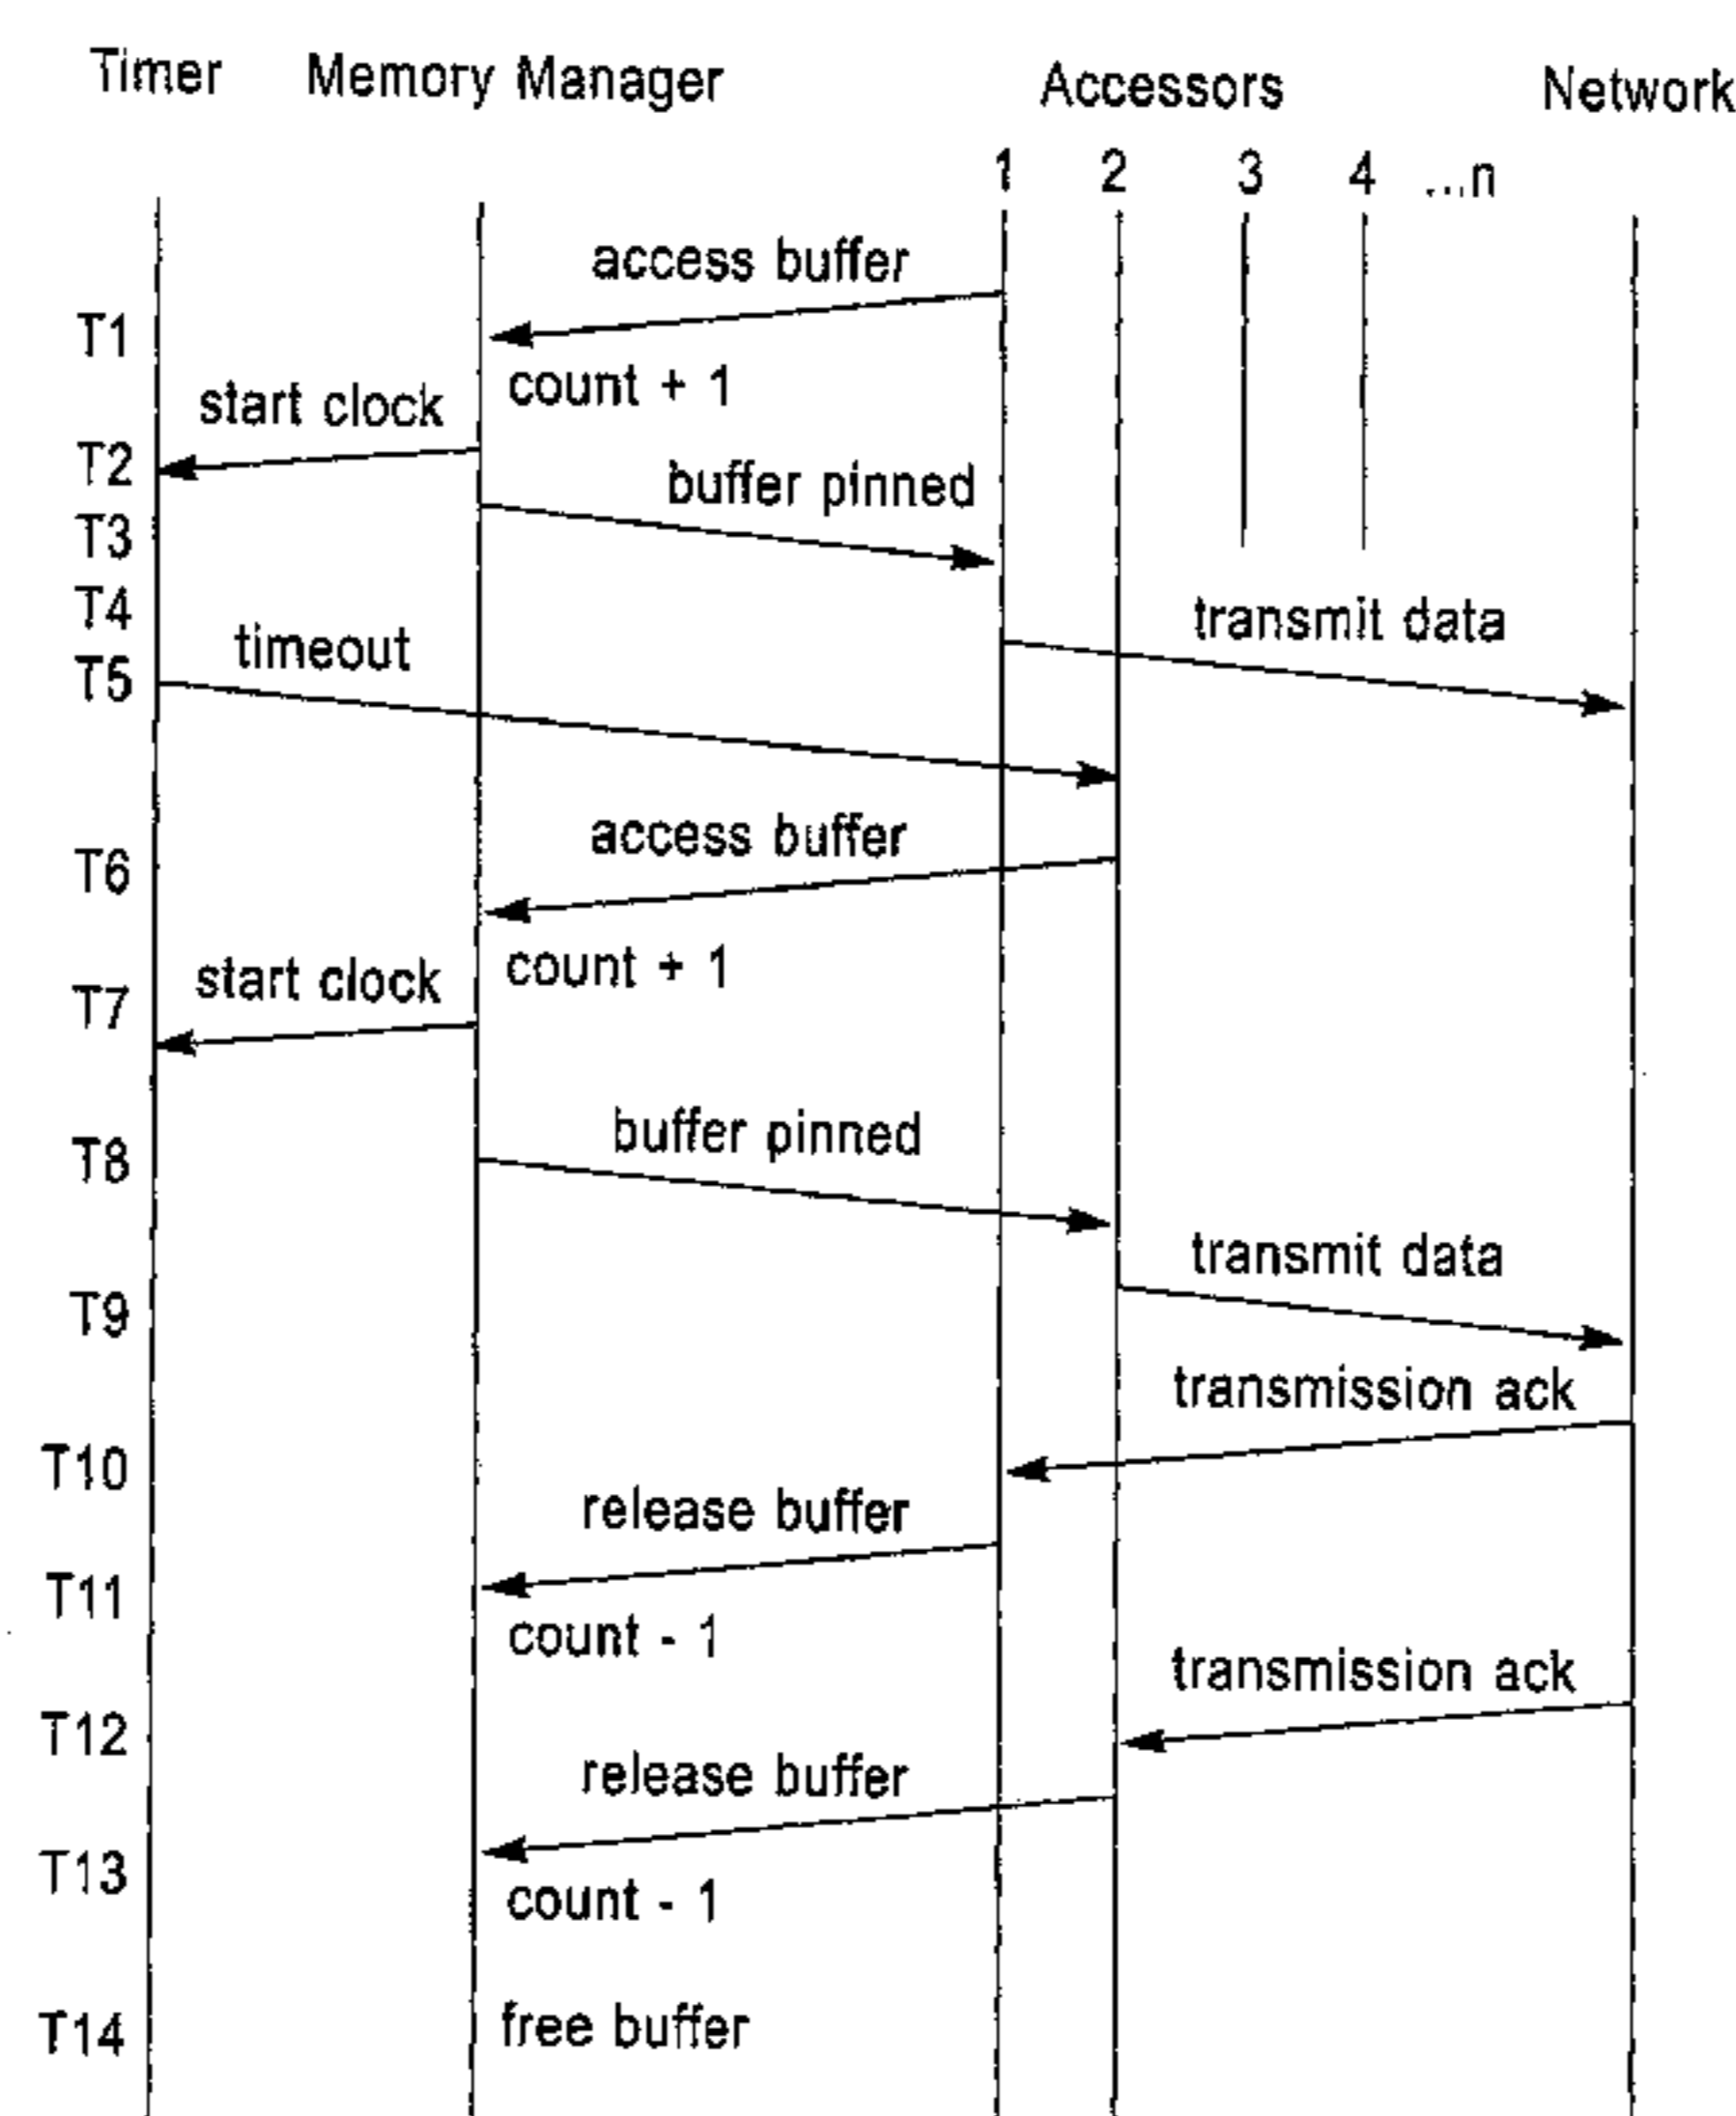 Timer Memory Manager Accessors Network
1 2 3 4 ...n
access buffer
T1
count + 1
start clock
T2
buffer pinned
T3
T4
transmit data
timeout
T5
access buffer
T6
count + 1
start clock
T7
buffer pinned
T8
transmit data
T9
transmission ack
T10
release buffer
T11
count - 1
transmission ack
T12
release buffer
T13
count - 1
T14
free buffer